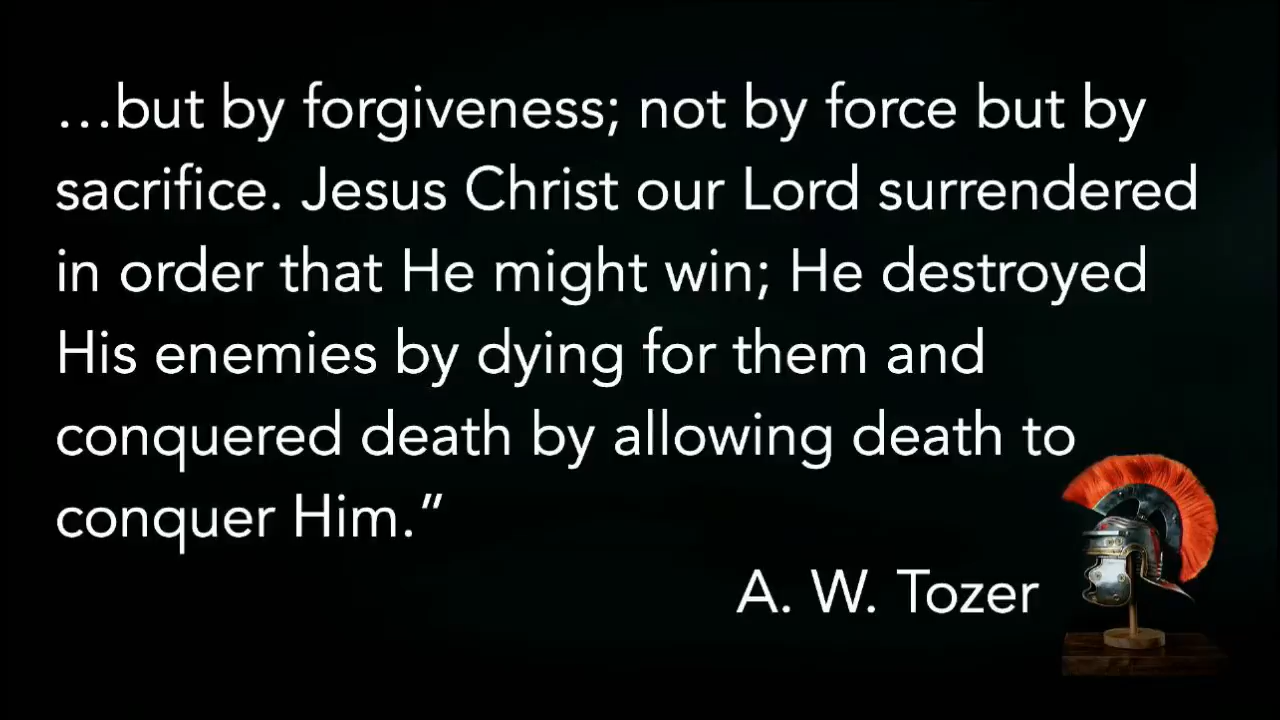 …but by forgiveness; not by force but by
sacrifice. Jesus Christ our Lord surrendered
in order that He might win; He destroyed
His enemies by dying for them and
conquered death by allowing death to
conquer Him.”
A. W. Tozer